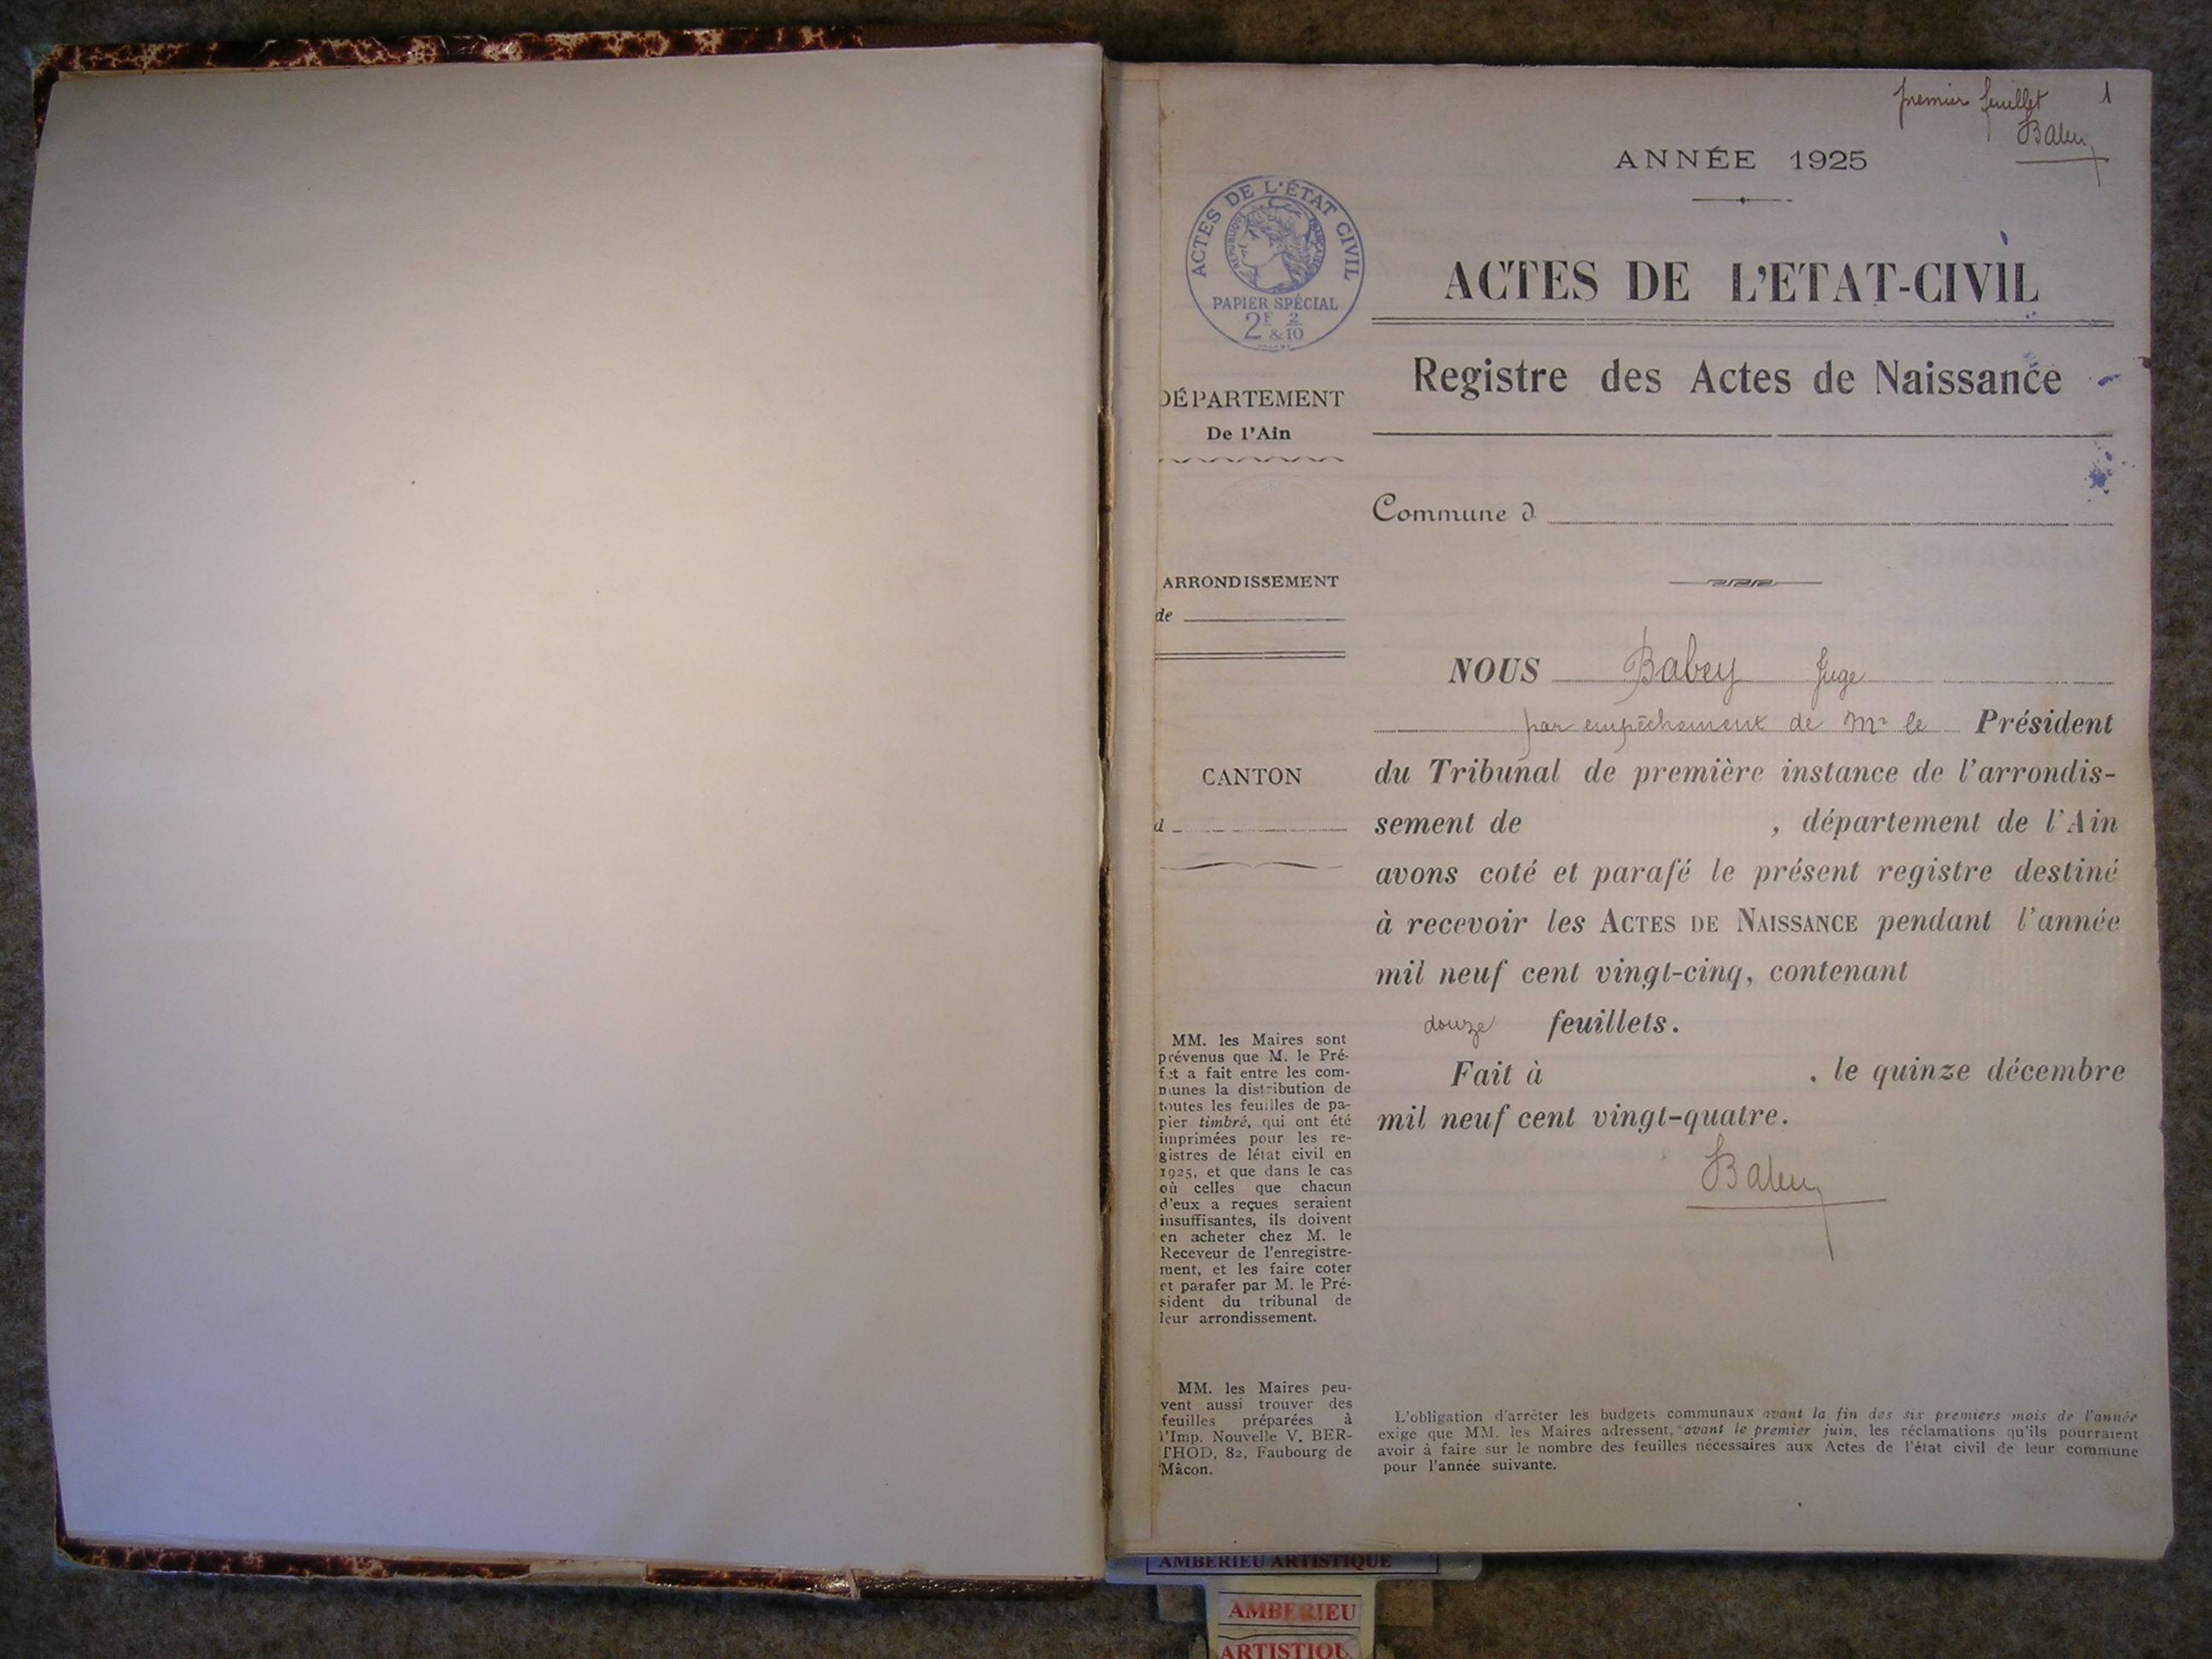 premier feuillet 1
Babey
ANNÉE 1925
ACTES DE L'ÉTAT CIVIL
RÉPUBLIQUE FRANÇAISE
PAPIER SPÉCIAL
2F & 2/10
ACTES DE L'ETAT-CIVIL
Registre des Actes de Naissance
DÉPARTEMENT
De l'Ain
Commune d
ARRONDISSEMENT
de
CANTON
d
NOUS Babey Juge
par empêchement de Mr le Président
du Tribunal de première instance de l'arrondis-
sement de , département de l'Ain
avons coté et parafé le présent registre destiné
à recevoir les ACTES DE NAISSANCE pendant l'année
mil neuf cent vingt-cinq, contenant
douze feuillets.
Fait à , le quinze décembre
mil neuf cent vingt-quatre.
Babey
MM. les Maires sont
prévenus que M. le Pré-
fet a fait entre les com-
munes la distribution de
toutes les feuilles de pa-
pier timbré, qui ont été
imprimées pour les re-
gistres de létat civil en
1925, et que dans le cas
où celles que chacun
d'eux a reçues seraient
insuffisantes, ils doivent
en acheter chez M. le
Receveur de l'enregistre-
ment, et les faire coter
et parafer par M. le Pré-
sident du tribunal de
leur arrondissement.
MM. les Maires peu-
vent aussi trouver des
feuilles préparées à
l'Imp. Nouvelle V. BER-
THOD, 82, Faubourg de
Mâcon.
L'obligation d'arrêter les budgets communaux avant la fin des six premiers mois de l'année
exige que MM. les Maires adressent, avant le premier juin, les réclamations qu'ils pourraient
avoir à faire sur le nombre des feuilles nécessaires aux Actes de l'état civil de leur commune
pour l'année suivante.
AMBERIEU ARTISTIQUE
AMBERIEU
ARTISTIQU